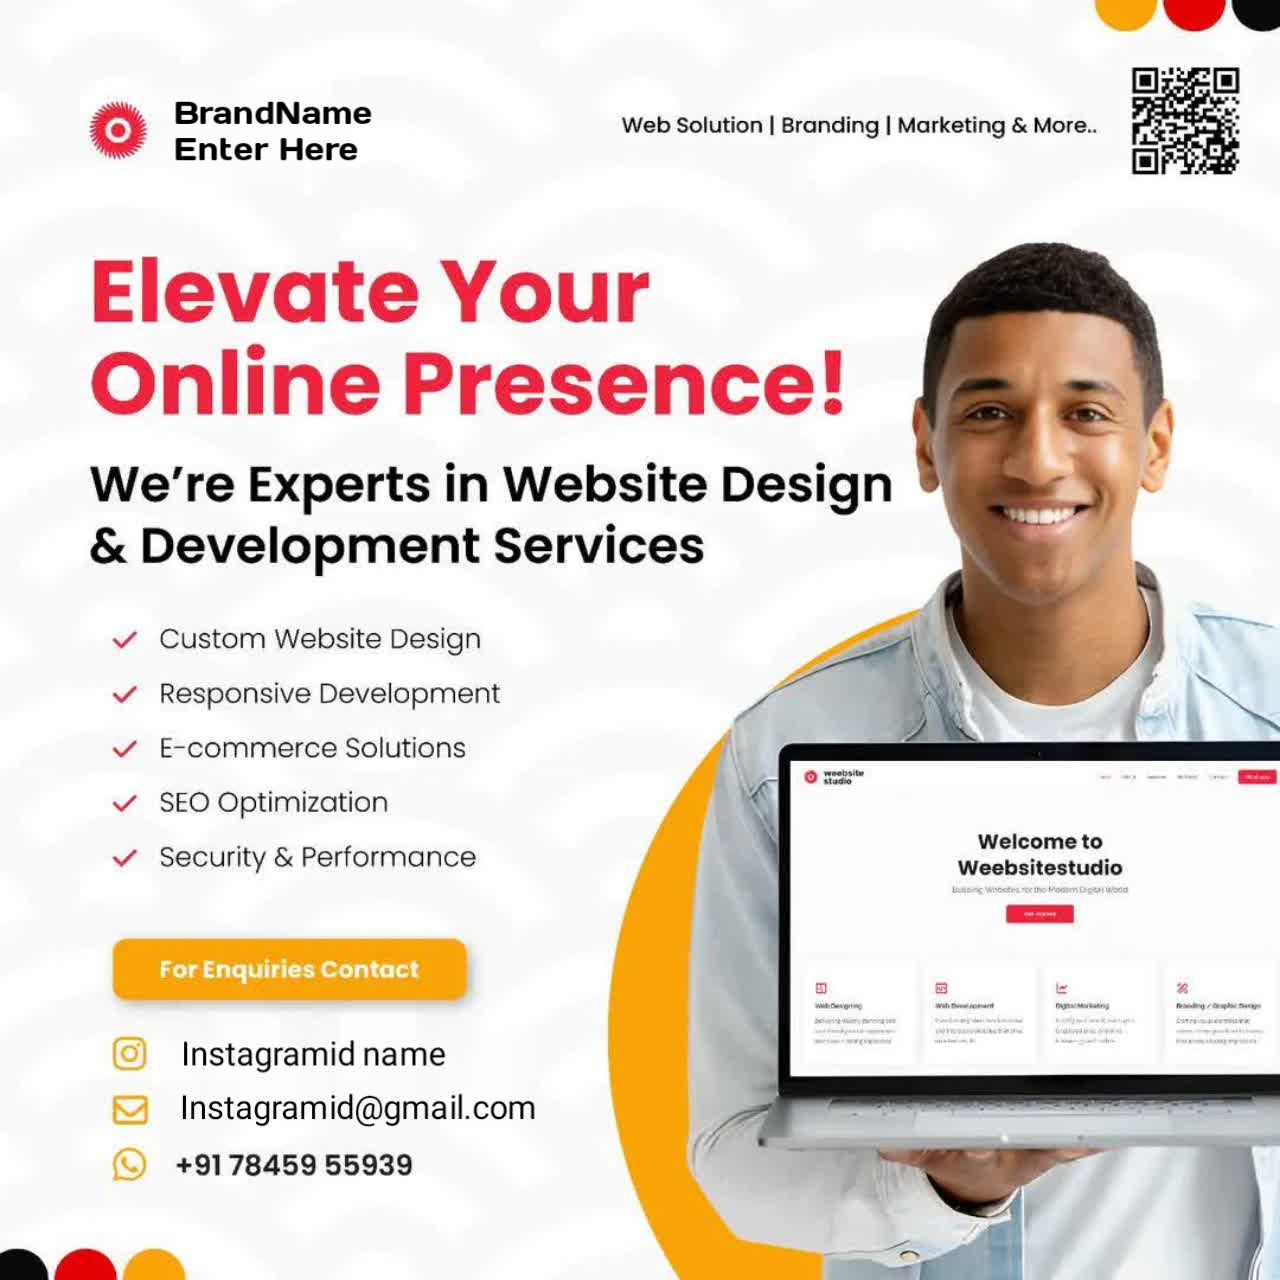 BrandName
Enter Here
Web Solution | Branding | Marketing & More..
Elevate Your
Online Presence!
We're Experts in Website Design
& Development Services
Custom Website Design
Responsive Development
E-commerce Solutions
SEO Optimization
Security & Performance
For Enquiries Contact
Instagramid name
Instagramid@gmail.com
+91 78459 55939
weebsite
studio
Welcome to
Weebsitestudio
Building Websites for the Modern Digital World
Web Designing
Web Development
Digital Marketing
Branding / Graphic Design